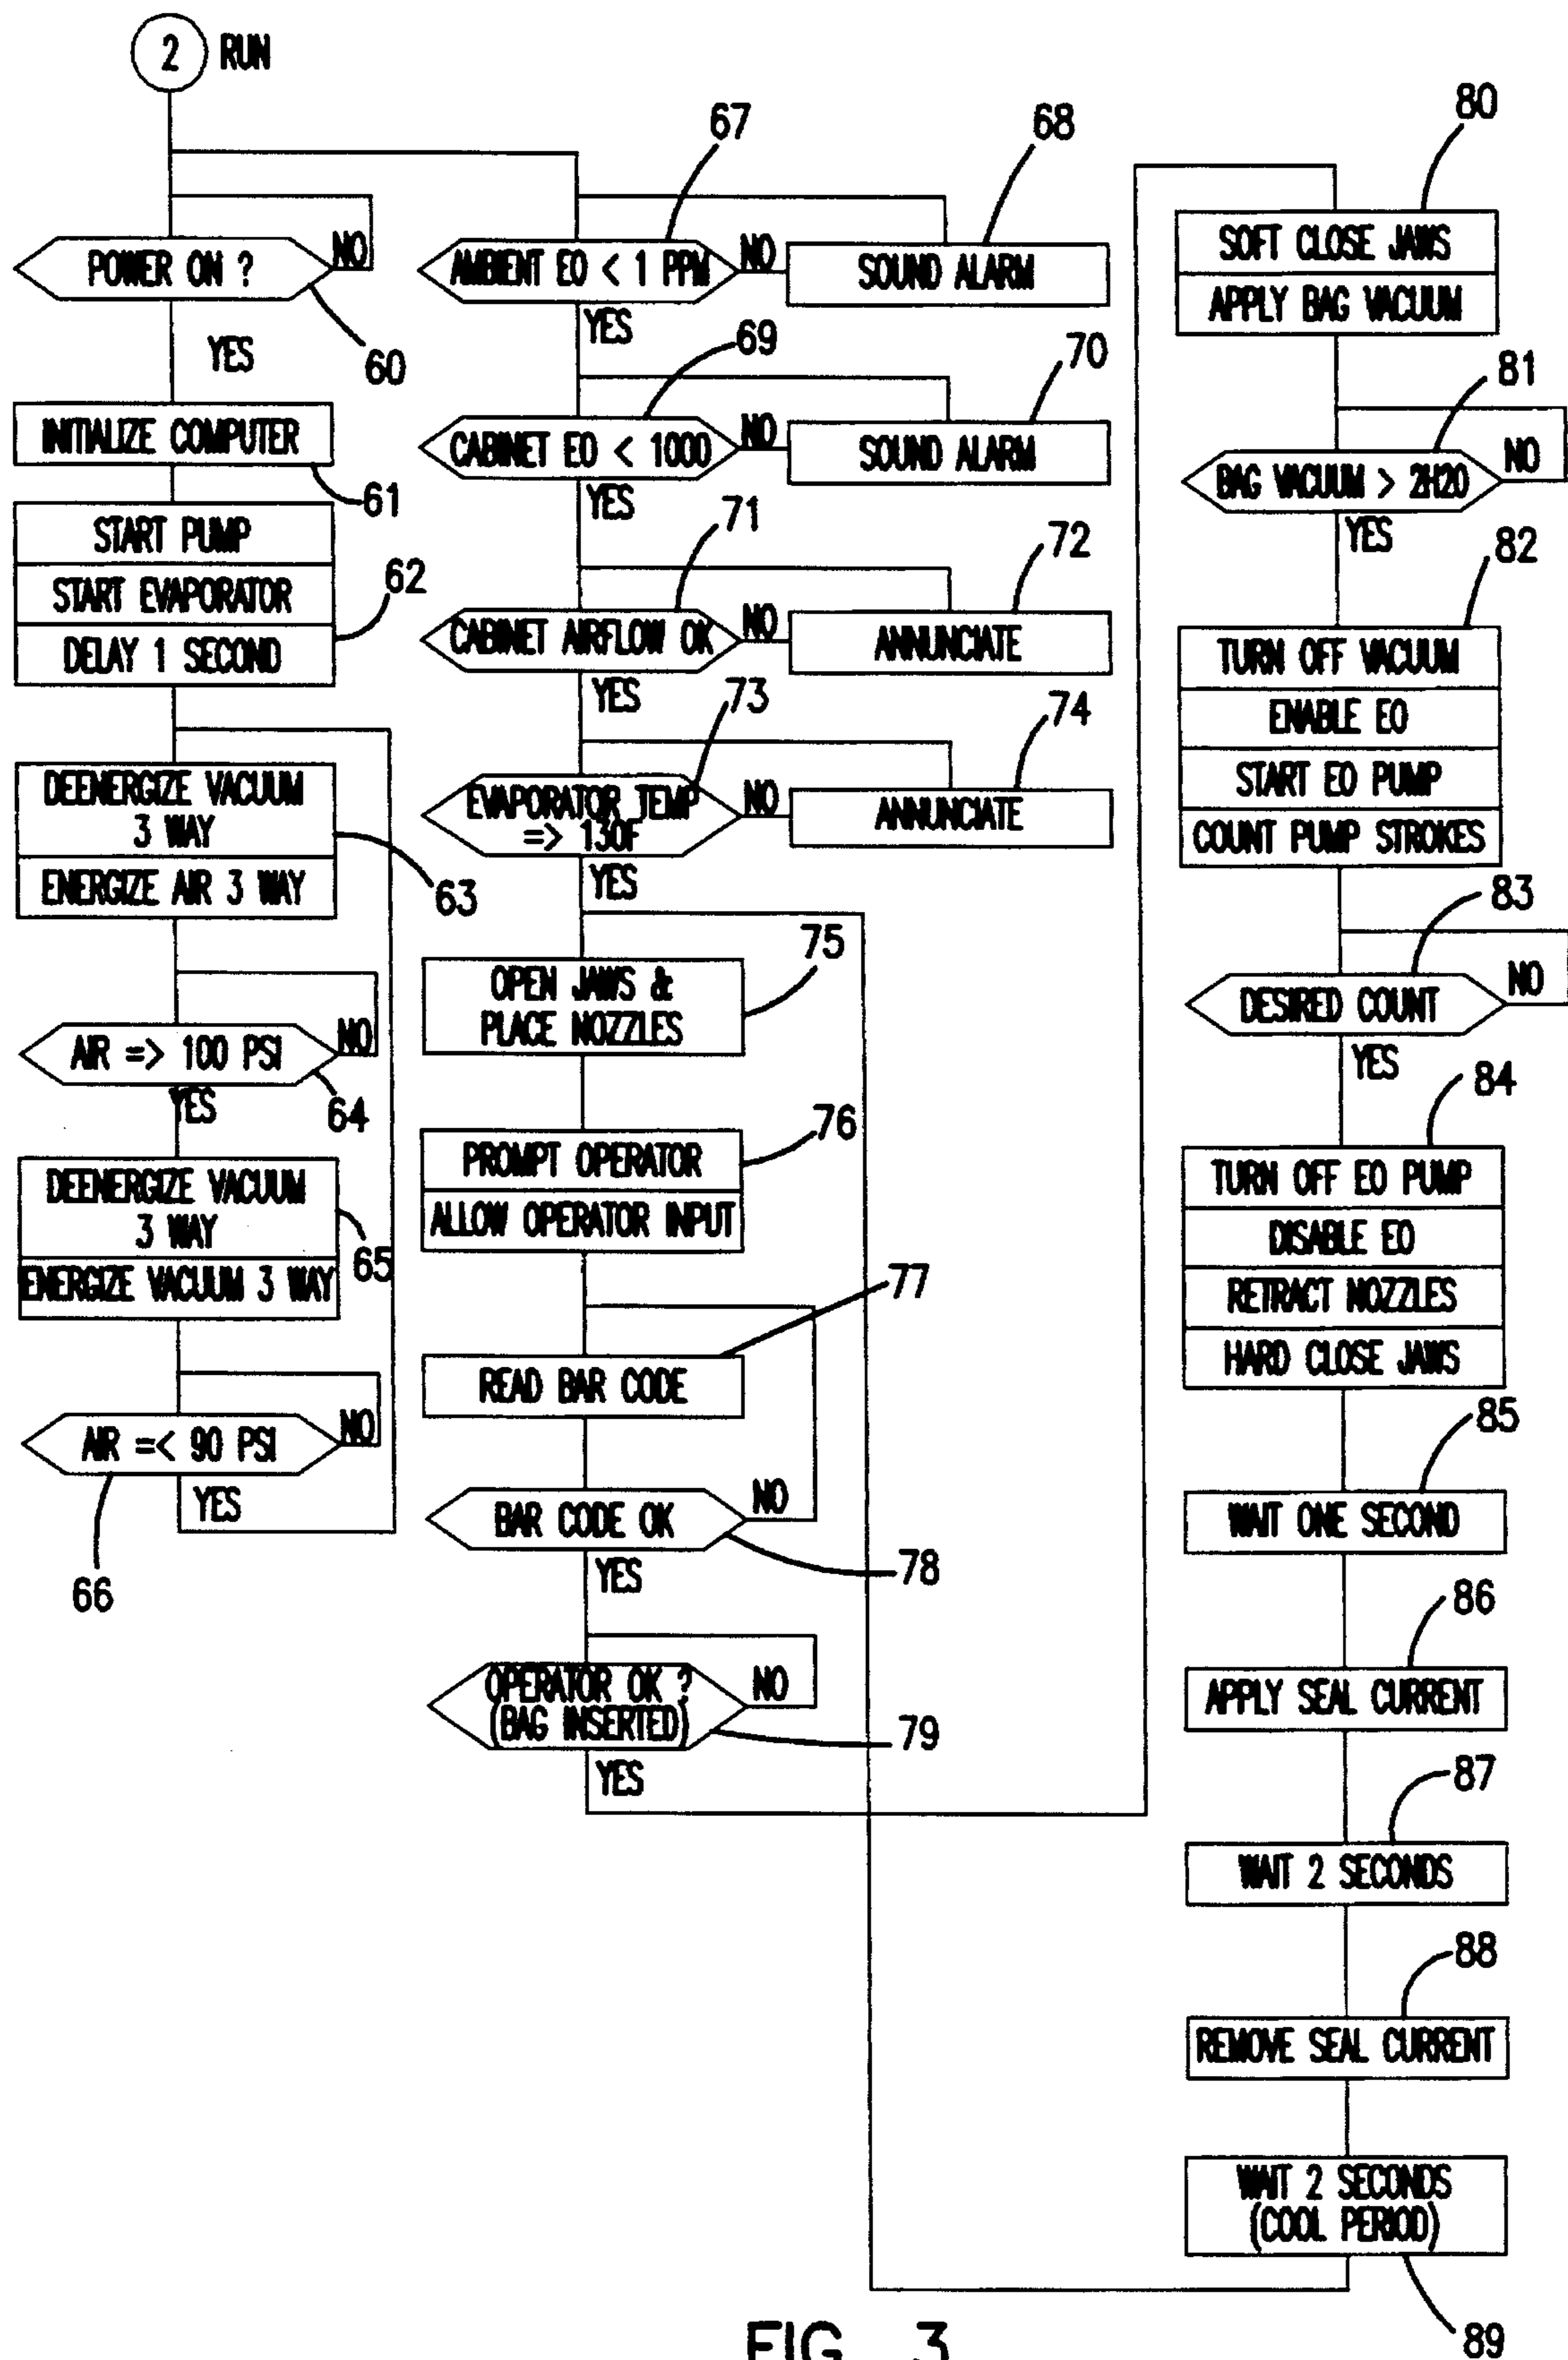 2 RUN
POWER ON ?
NO
YES
60
INITIALIZE COMPUTER
61
START PUMP
START EVAPORATOR
DELAY 1 SECOND
62
DEENERGIZE VACUUM
3 WAY
ENERGIZE AIR 3 WAY
63
AIR => 100 PSI
NO
YES
64
DEENERGIZE VACUUM
3 WAY
ENERGIZE VACUUM 3 WAY
65
AIR =< 90 PSI
NO
YES
66
67
AMBIENT EO < 1 PPM
NO
YES
68
SOUND ALARM
69
CABINET EO < 1000
NO
YES
70
SOUND ALARM
71
CABINET AIRFLOW OK
NO
YES
72
ANNUNCIATE
73
EVAPORATOR TEMP
=> 130F
NO
YES
74
ANNUNCIATE
75
OPEN JAWS &
PLACE NOZZLES
76
PROMPT OPERATOR
ALLOW OPERATOR INPUT
77
READ BAR CODE
BAR CODE OK
NO
YES
78
OPERATOR OK ?
(BAG INSERTED)
NO
YES
79
80
SOFT CLOSE JAWS
APPLY BAG VACUUM
81
BAG VACUUM > 2H20
NO
YES
82
TURN OFF VACUUM
ENABLE EO
START EO PUMP
COUNT PUMP STROKES
83
DESIRED COUNT
NO
YES
84
TURN OFF EO PUMP
DISABLE EO
RETRACT NOZZLES
HARD CLOSE JAWS
85
WAIT ONE SECOND
86
APPLY SEAL CURRENT
87
WAIT 2 SECONDS
88
REMOVE SEAL CURRENT
WAIT 2 SECONDS
(COOL PERIOD)
89
FIG. 3